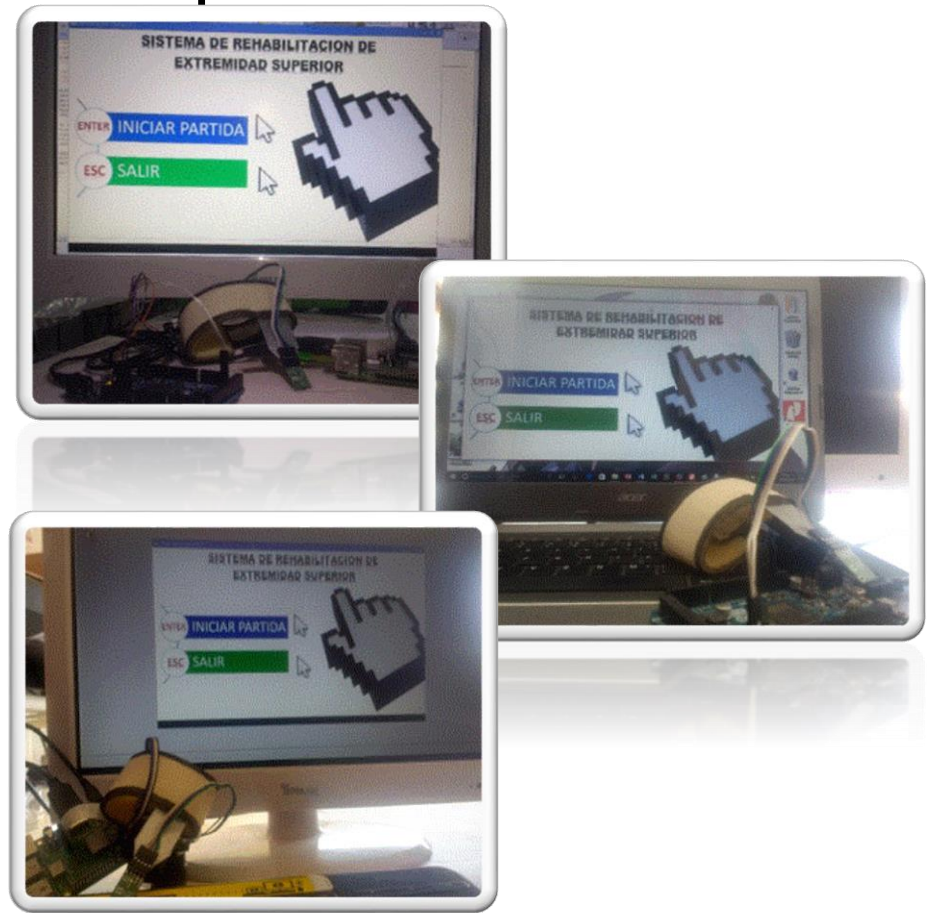 SISTEMA DE REHABILITACION DE
EXTREMIDAD SUPERIOR
ENTER INICIAR PARTIDA
ESC SALIR
SISTEMA DE REHABILITACION DE
EXTREMIDAD SUPERIOR
ENTER INICIAR PARTIDA
ESC SALIR
acer
SISTEMA DE REHABILITACION DE
EXTREMIDAD SUPERIOR
ENTER INICIAR PARTIDA
ESC SALIR